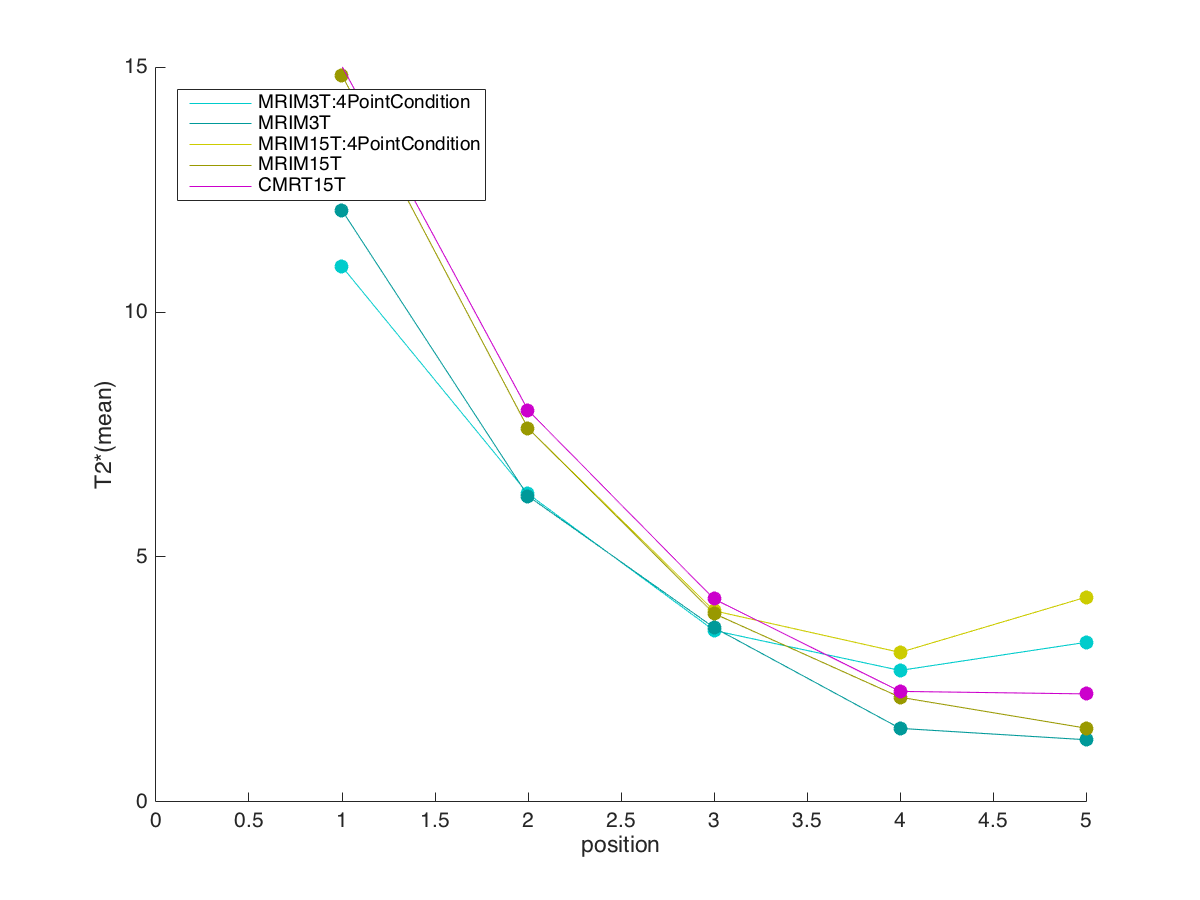 15
10
5
0
T2*(mean)
MRIM3T:4PointCondition
MRIM3T
MRIM15T:4PointCondition
MRIM15T
CMRT15T
0 0.5 1 1.5 2 2.5 3 3.5 4 4.5 5
position